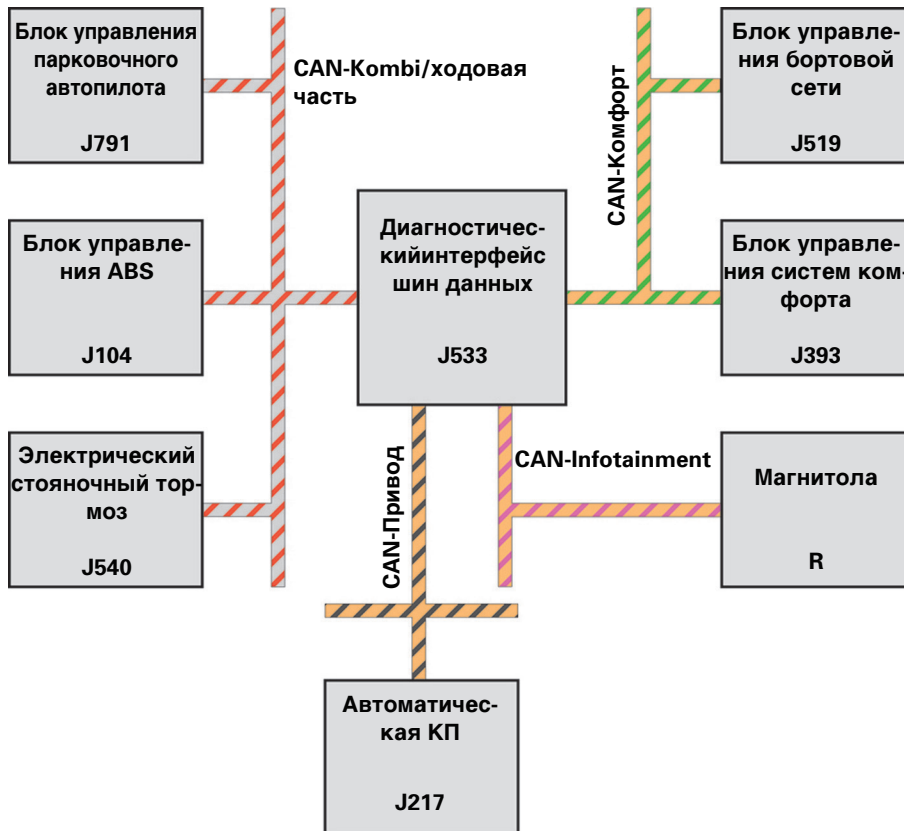 Блок управления
парковочного
автопилота
J791
CAN-Kombi/ходовая
часть
CAN-Комфорт
Блок управле-
ния бортовой
сети
J519
Блок управле-
ния ABS
J104
Диагностичес-
кийинтерфейс
шин данных
J533
Блок управле-
ния систем ком-
форта
J393
Электрический
стояночный тор-
моз
J540
CAN-Привод
CAN-Infotainment
Магнитола
R
Автоматичес-
кая КП
J217